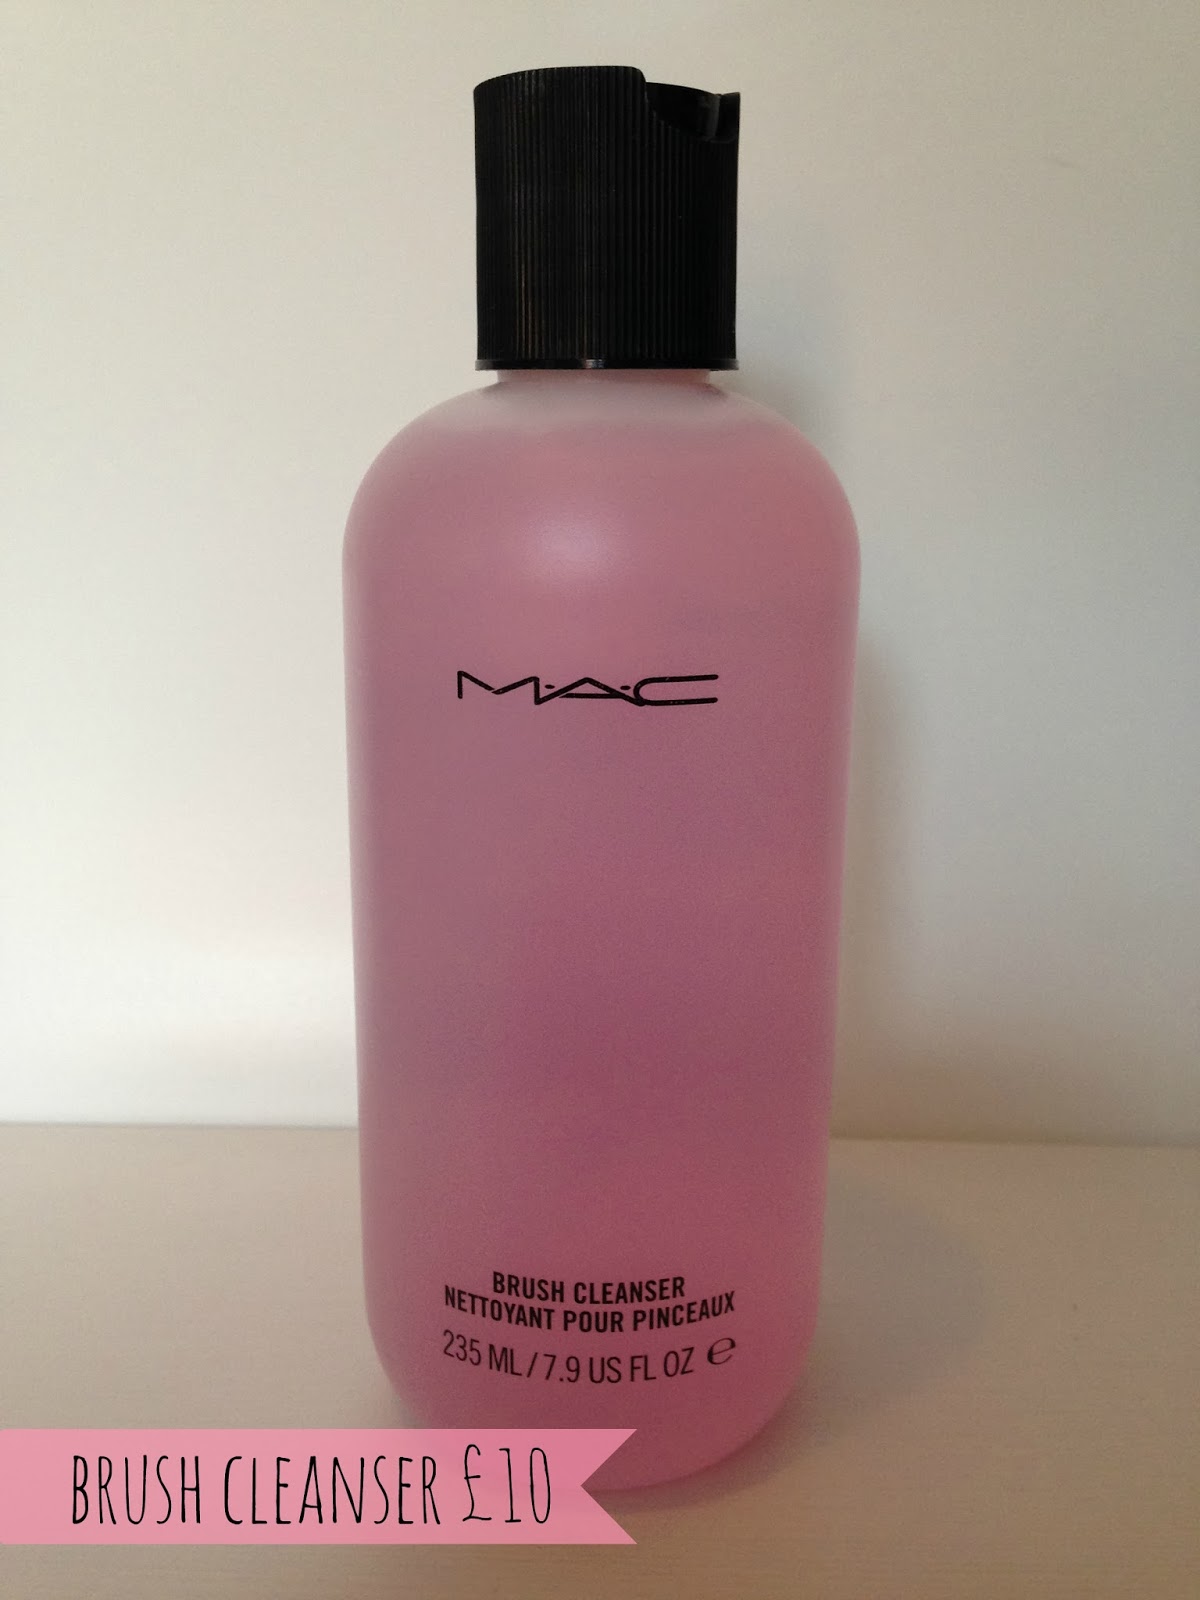 M·A·C
BRUSH CLEANSER
NETTOYANT POUR PINCEAUX
235 ML / 7.9 US FL OZ e
BRUSH CLEANSER £10